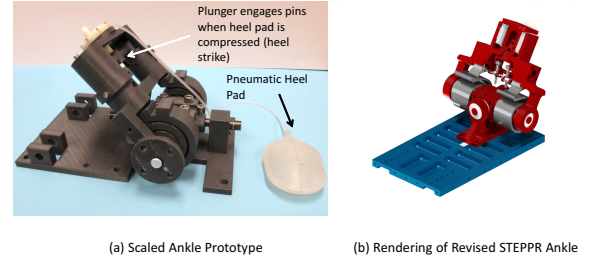 Plunger engages pins
when heel pad is
compressed (heel
strike)
Pneumatic Heel
Pad
(a) Scaled Ankle Prototype
(b) Rendering of Revised STEPPR Ankle